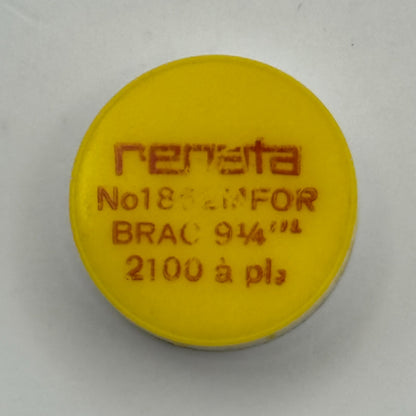 renata
BRAC 9¼'''
2100 à pl.